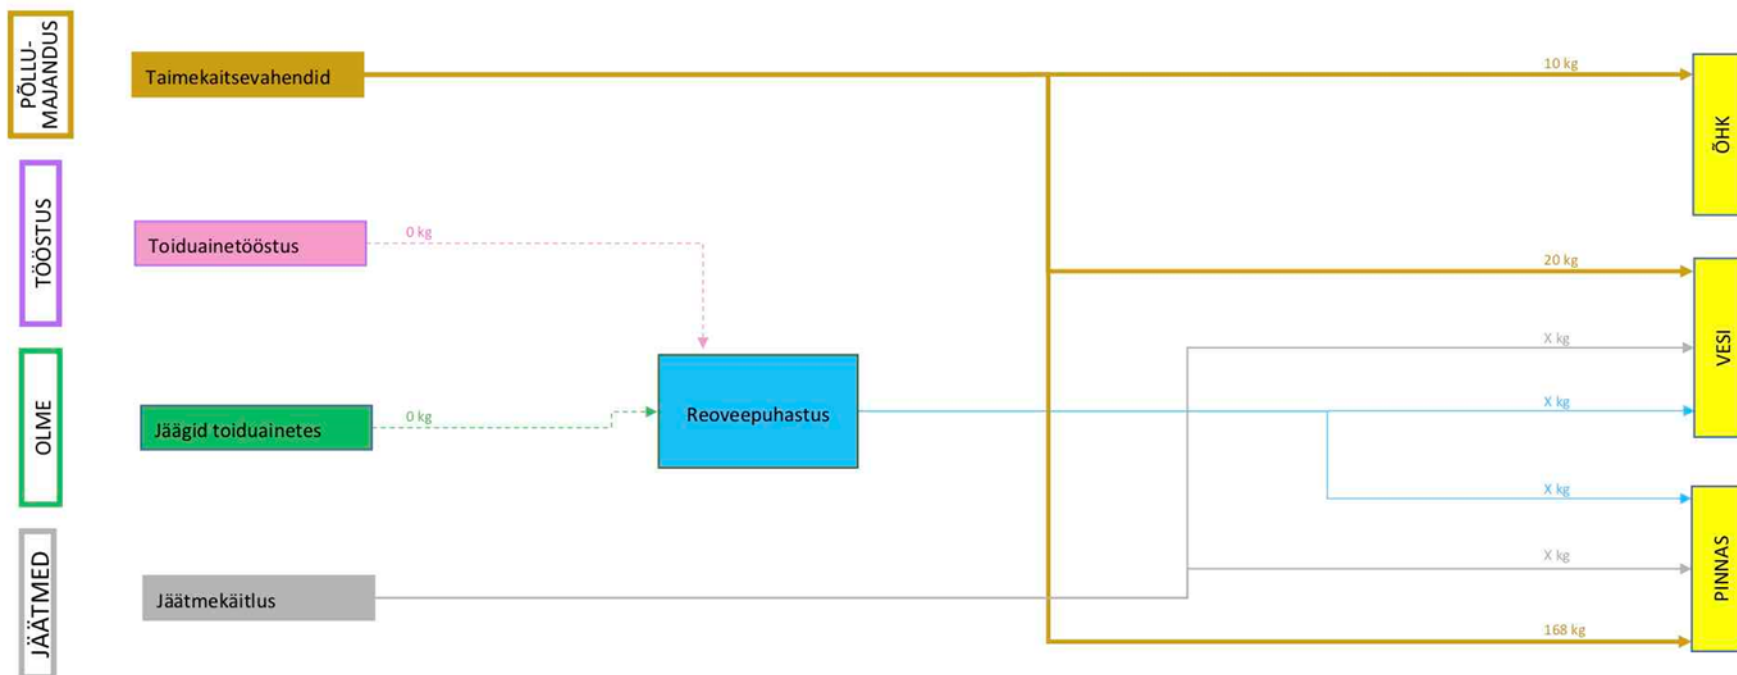 PÕLLU-
MAJANDUS
Taimekaitsevahendid
10 kg
ÕHK
TÖÖSTUS
Toiduainetööstus
0 kg
20 kg
VESI
X kg
OLME
Jäägid toiduainetes
0 kg
Reoveepuhastus
X kg
X kg
PINNAS
X kg
JÄÄTMED
Jäätmekäitlus
168 kg